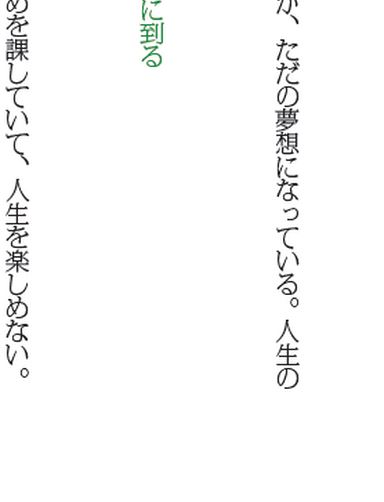 が、ただの夢想になっている。人生の
に到る
めを課していて、人生を楽しめない。